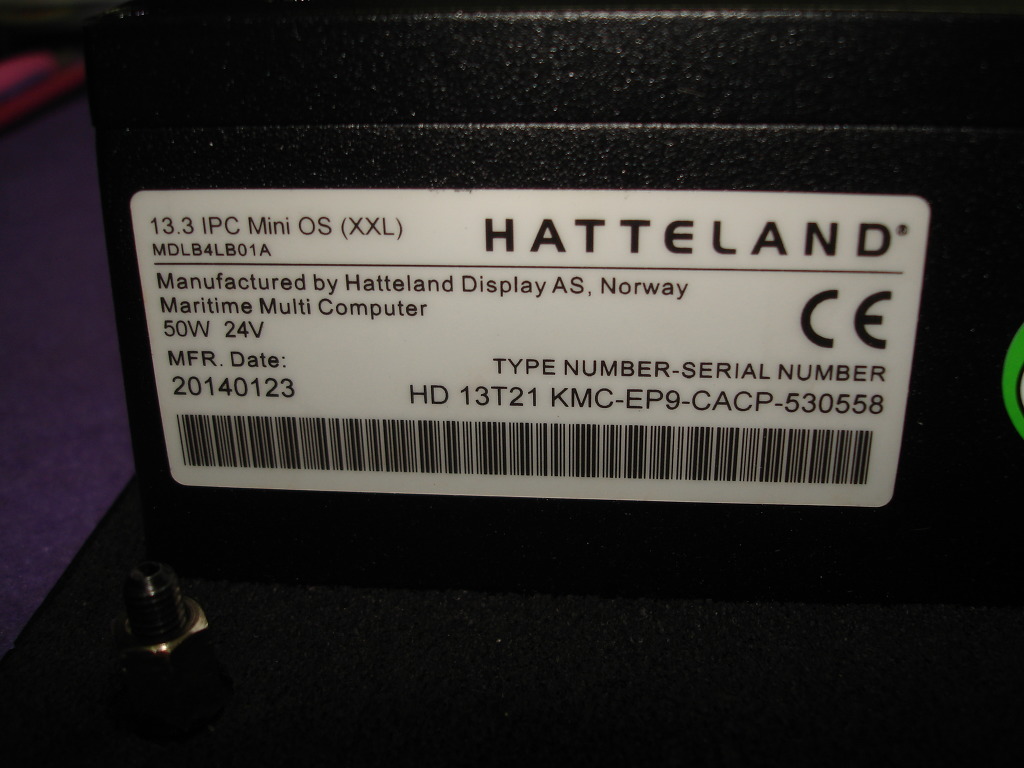 13.3 IPC Mini OS (XXL)
MDLB4LB01A
HATTELAND®
Manufactured by Hatteland Display AS, Norway
Maritime Multi Computer
50W 24V
CE
MFR. Date:
20140123
TYPE NUMBER-SERIAL NUMBER
HD 13T21 KMC-EP9-CACP-530558